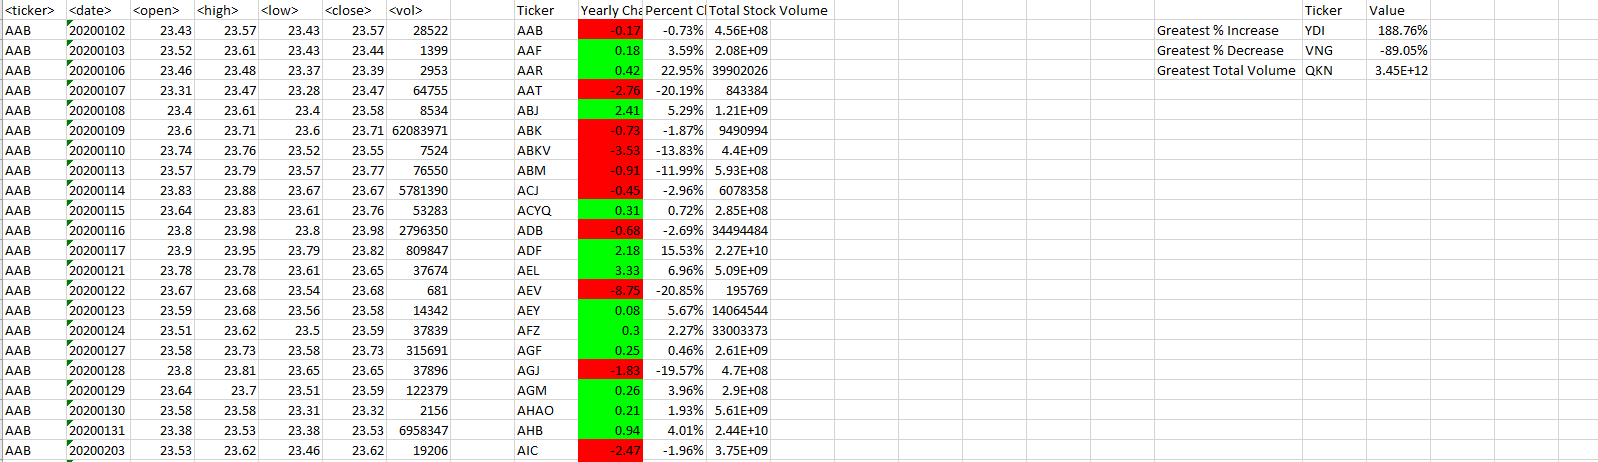 <ticker> <date> <open> <high> <low> <close> <vol> Ticker Yearly Cha Percent C Total Stock Volume Ticker Value
AAB 20200102 23.43 23.57 23.43 23.57 28522 AAB -0.17 -0.73% 4.56E+08 Greatest % Increase YDI 188.76%
AAB 20200103 23.52 23.61 23.43 23.44 1399 AAF 0.18 3.59% 2.08E+09 Greatest % Decrease VNG -89.05%
AAB 20200106 23.46 23.48 23.37 23.39 2953 AAR 0.42 22.95% 39902026 Greatest Total Volume QKN 3.45E+12
AAB 20200107 23.31 23.47 23.28 23.47 64755 AAT -2.76 -20.19% 843384
AAB 20200108 23.4 23.61 23.4 23.58 8534 ABJ 2.41 5.29% 1.21E+09
AAB 20200109 23.6 23.71 23.6 23.71 62083971 ABK -0.73 -1.87% 9490994
AAB 20200110 23.74 23.76 23.52 23.55 7524 ABKV -3.53 -13.83% 4.4E+09
AAB 20200113 23.57 23.79 23.57 23.77 76550 ABM -0.91 -11.99% 5.93E+08
AAB 20200114 23.83 23.88 23.67 23.67 5781390 ACJ -0.45 -2.96% 6078358
AAB 20200115 23.64 23.83 23.61 23.76 53283 ACYQ 0.31 0.72% 2.85E+08
AAB 20200116 23.8 23.98 23.8 23.98 2796350 ADB -0.68 -2.69% 34494484
AAB 20200117 23.9 23.95 23.79 23.82 809847 ADF 2.18 15.53% 2.27E+10
AAB 20200121 23.78 23.78 23.61 23.65 37674 AEL 3.33 6.96% 5.09E+09
AAB 20200122 23.67 23.68 23.54 23.68 681 AEV -8.75 -20.85% 195769
AAB 20200123 23.59 23.68 23.56 23.58 14342 AEY 0.08 5.67% 14064544
AAB 20200124 23.51 23.62 23.5 23.59 37839 AFZ 0.3 2.27% 33003373
AAB 20200127 23.58 23.73 23.58 23.73 315691 AGF 0.25 0.46% 2.61E+09
AAB 20200128 23.8 23.81 23.65 23.65 37896 AGJ -1.83 -19.57% 4.7E+08
AAB 20200129 23.64 23.7 23.51 23.59 122379 AGM 0.26 3.96% 2.9E+08
AAB 20200130 23.58 23.58 23.31 23.32 2156 AHAO 0.21 1.93% 5.61E+09
AAB 20200131 23.38 23.53 23.38 23.53 6958347 AHB 0.94 4.01% 2.44E+10
AAB 20200203 23.53 23.62 23.46 23.62 19206 AIC -2.47 -1.96% 3.75E+09